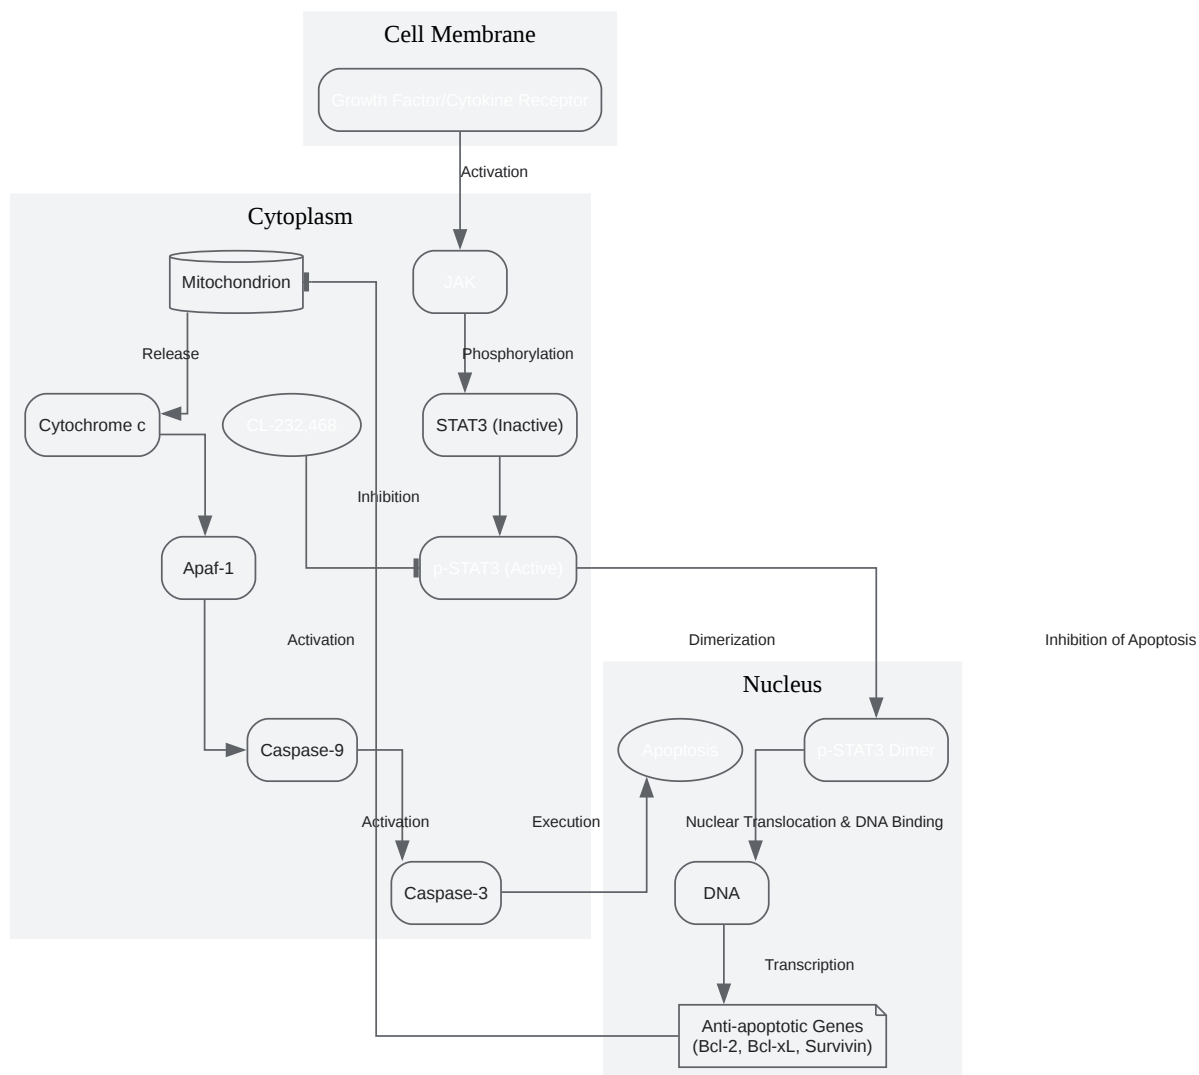 Cell Membrane
Growth Factor/Cytokine Receptor
Activation
Cytoplasm
Mitochondrion
JAK
Release
Phosphorylation
Cytochrome c
CL-232,468
STAT3 (Inactive)
Inhibition
Apaf-1
p-STAT3 (Active)
Activation
Dimerization
Inhibition of Apoptosis
Nucleus
Caspase-9
Apoptosis
p-STAT3 Dimer
Activation
Execution
Nuclear Translocation & DNA Binding
Caspase-3
DNA
Transcription
Anti-apoptotic Genes
(Bcl-2, Bcl-xL, Survivin)